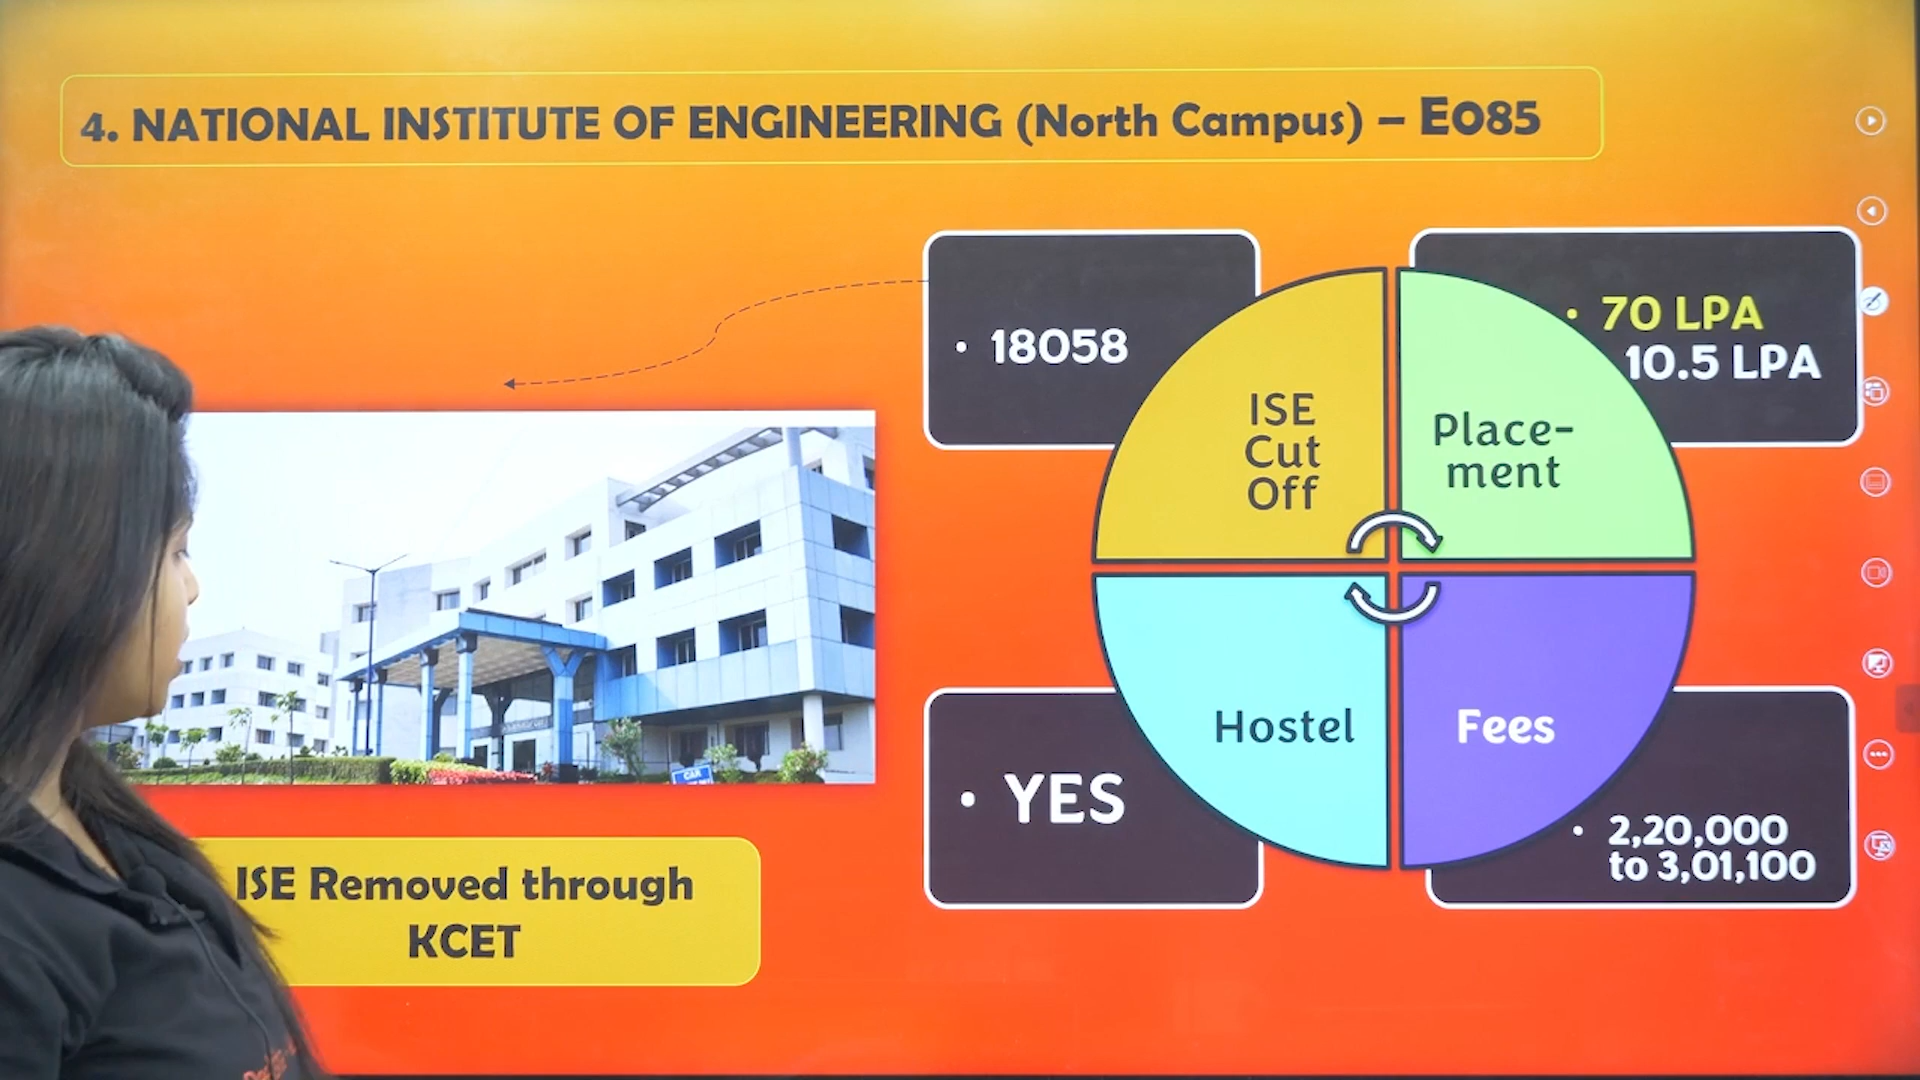 4. NATIONAL INSTITUTE OF ENGINEERING (North Campus) – E085
• 18058
ISE
Cut
Off
Place-
ment
• 70 LPA
10.5 LPA
Hostel
• YES
Fees
• 2,20,000
to 3,01,100
ISE Removed through
KCET